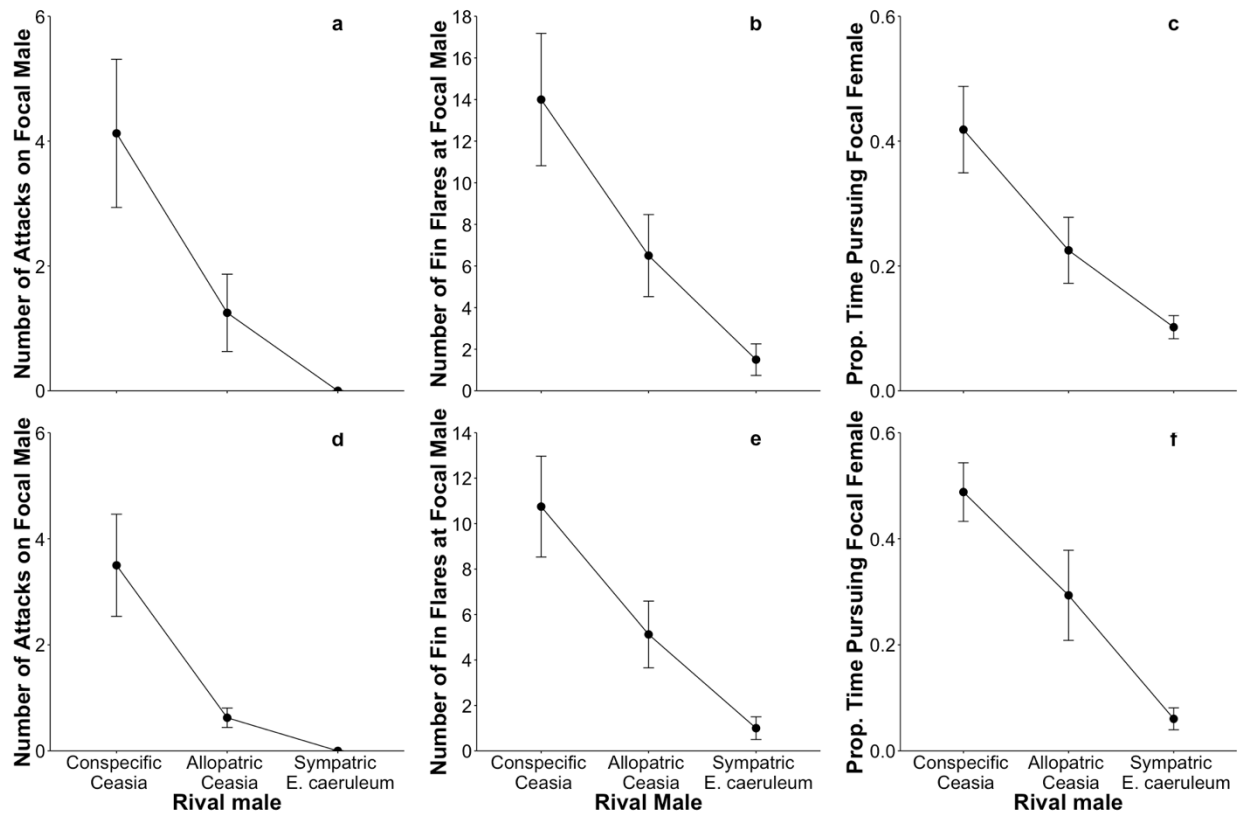 a
Number of Attacks on Focal Male
6
4
2
0
b
Number of Fin Flares at Focal Male
18
16
14
12
10
8
6
4
2
0
c
Prop. Time Pursuing Focal Female
0.6
0.4
0.2
0.0
d
Number of Attacks on Focal Male
6
4
2
0
Conspecific Allopatric Sympatric
Ceasia Ceasia E. caeruleum
Rival male
e
Number of Fin Flares at Focal Male
14
12
10
8
6
4
2
0
Conspecific Allopatric Sympatric
Ceasia Ceasia E. caeruleum
Rival Male
f
Prop. Time Pursuing Focal Female
0.6
0.4
0.2
0.0
Conspecific Allopatric Sympatric
Ceasia Ceasia E. caeruleum
Rival male